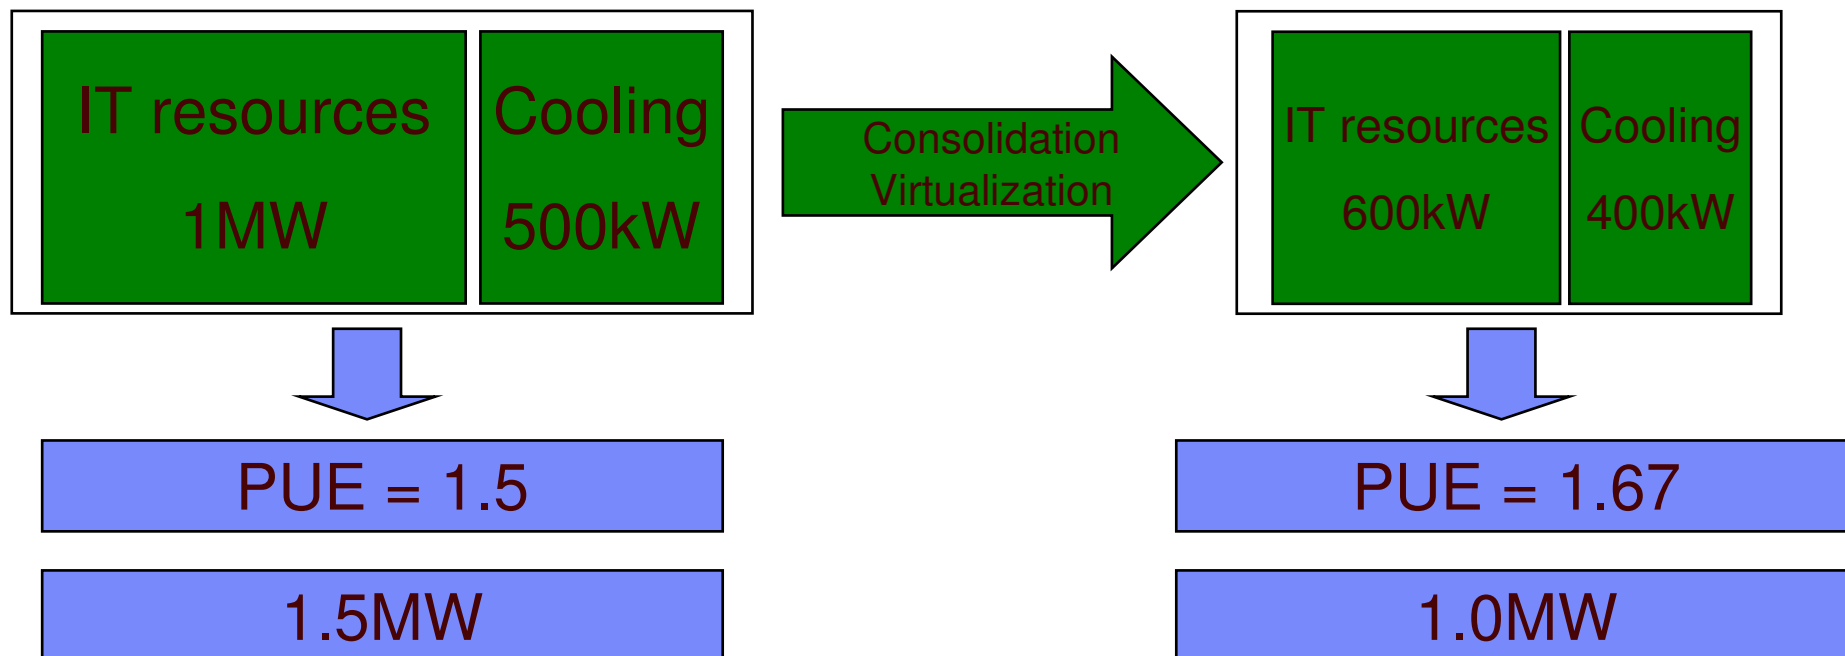 IT resources
1MW
Cooling
500kW
Consolidation
Virtualization
IT resources
600kW
Cooling
400kW
PUE = 1.5
PUE = 1.67
1.5MW
1.0MW